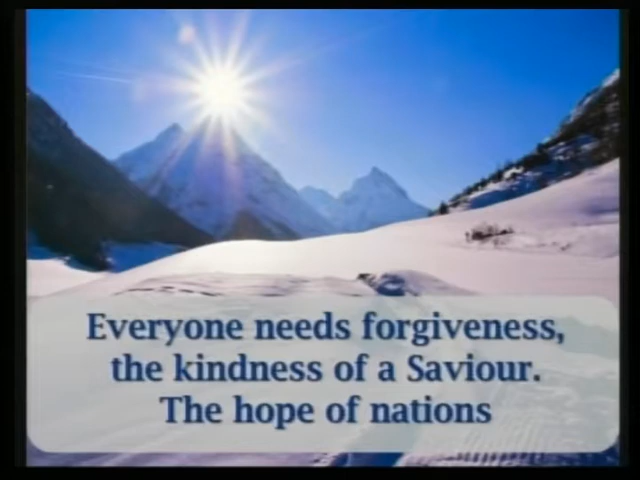 Everyone needs forgiveness,
the kindness of a Saviour.
The hope of nations